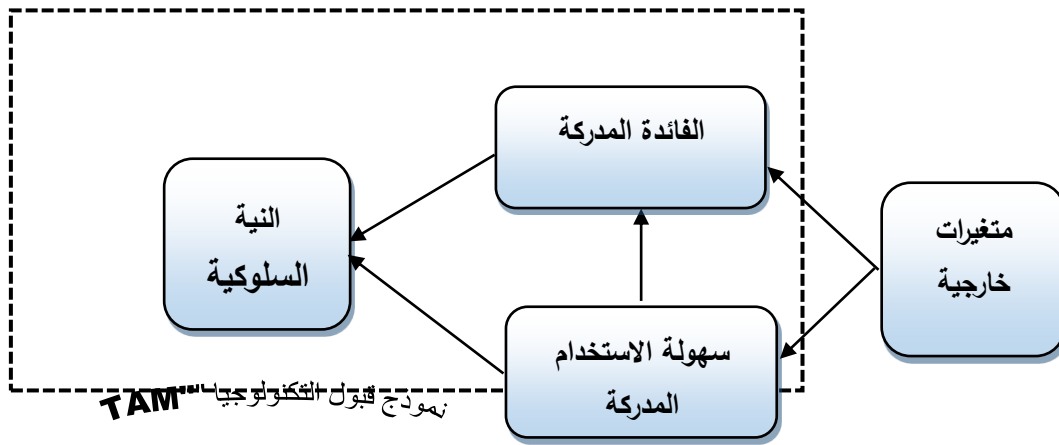 الفائدة المدركة
متغيرات
خارجية
النية
السلوكية
سهولة الاستخدام
المدركة
نموذج قبول التكنولوجيا "TAM"